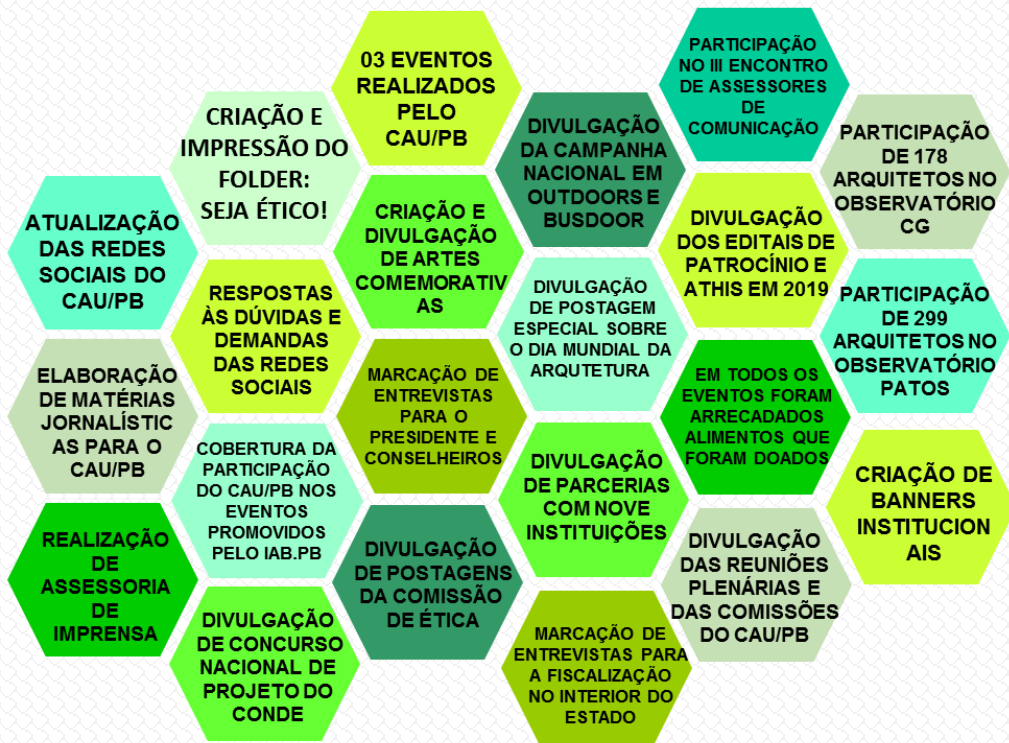 ATUALIZAÇÃO
DAS REDES
SOCIAIS DO
CAU/PB
ELABORAÇÃO
DE MATÉRIAS
JORNALÍSTIC
AS PARA O
CAU/PB
REALIZAÇÃO
DE
ASSESSORIA
DE
IMPRENSA
CRIAÇÃO E
IMPRESSÃO DO
FOLDER:
SEJA ÉTICO!
RESPOSTAS
ÀS DÚVIDAS E
DEMANDAS
DAS REDES
SOCIAIS
COBERTURA DA
PARTICIPAÇÃO
DO CAU/PB NOS
EVENTOS
PROMOVIDOS
PELO IAB.PB
DIVULGAÇÃO
DE CONCURSO
NACIONAL DE
PROJETO DO
CONDE
03 EVENTOS
REALIZADOS
PELO
CAU/PB
CRIAÇÃO E
DIVULGAÇÃO
DE ARTES
COMEMORATIV
AS
MARCAÇÃO DE
ENTREVISTAS
PARA O
PRESIDENTE E
CONSELHEIROS
DIVULGAÇÃO
DE POSTAGENS
DA COMISSÃO
DE ÉTICA
DIVULGAÇÃO
DA CAMPANHA
NACIONAL EM
OUTDOORS E
BUSDOOR
DIVULGAÇÃO
DE POSTAGEM
ESPECIAL SOBRE
O DIA MUNDIAL DA
ARQUTETURA
DIVULGAÇÃO
DE PARCERIAS
COM NOVE
INSTITUIÇÕES
MARCAÇÃO DE
ENTREVISTAS PARA
A FISCALIZAÇÃO
NO INTERIOR DO
ESTADO
PARTICIPAÇÃO
NO III ENCONTRO
DE ASSESSORES
DE
COMUNICAÇÃO
DIVULGAÇÃO
DOS EDITAIS DE
PATROCÍNIO E
ATHIS EM 2019
EM TODOS OS
EVENTOS FORAM
ARRECADADOS
ALIMENTOS QUE
FORAM DOADOS
DIVULGAÇÃO
DAS REUNIÕES
PLENÁRIAS E
DAS COMISSÕES
DO CAU/PB
PARTICIPAÇÃO
DE 178
ARQUITETOS NO
OBSERVATÓRIO
CG
PARTICIPAÇÃO
DE 299
ARQUITETOS NO
OBSERVATÓRIO
PATOS
CRIAÇÃO DE
BANNERS
INSTITUCION
AIS